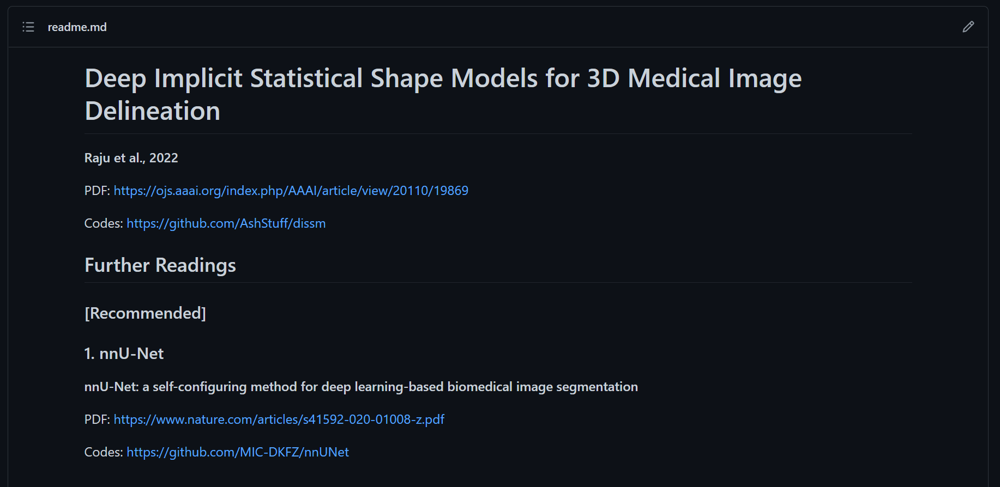 readme.md
Deep Implicit Statistical Shape Models for 3D Medical Image
Delineation
Raju et al., 2022
PDF: https://ojs.aaai.org/index.php/AAAI/article/view/20110/19869
Codes: https://github.com/AshStuff/dissm
Further Readings
[Recommended]
1. nnU-Net
nnU-Net: a self-configuring method for deep learning-based biomedical image segmentation
PDF: https://www.nature.com/articles/s41592-020-01008-z.pdf
Codes: https://github.com/MIC-DKFZ/nnUNet